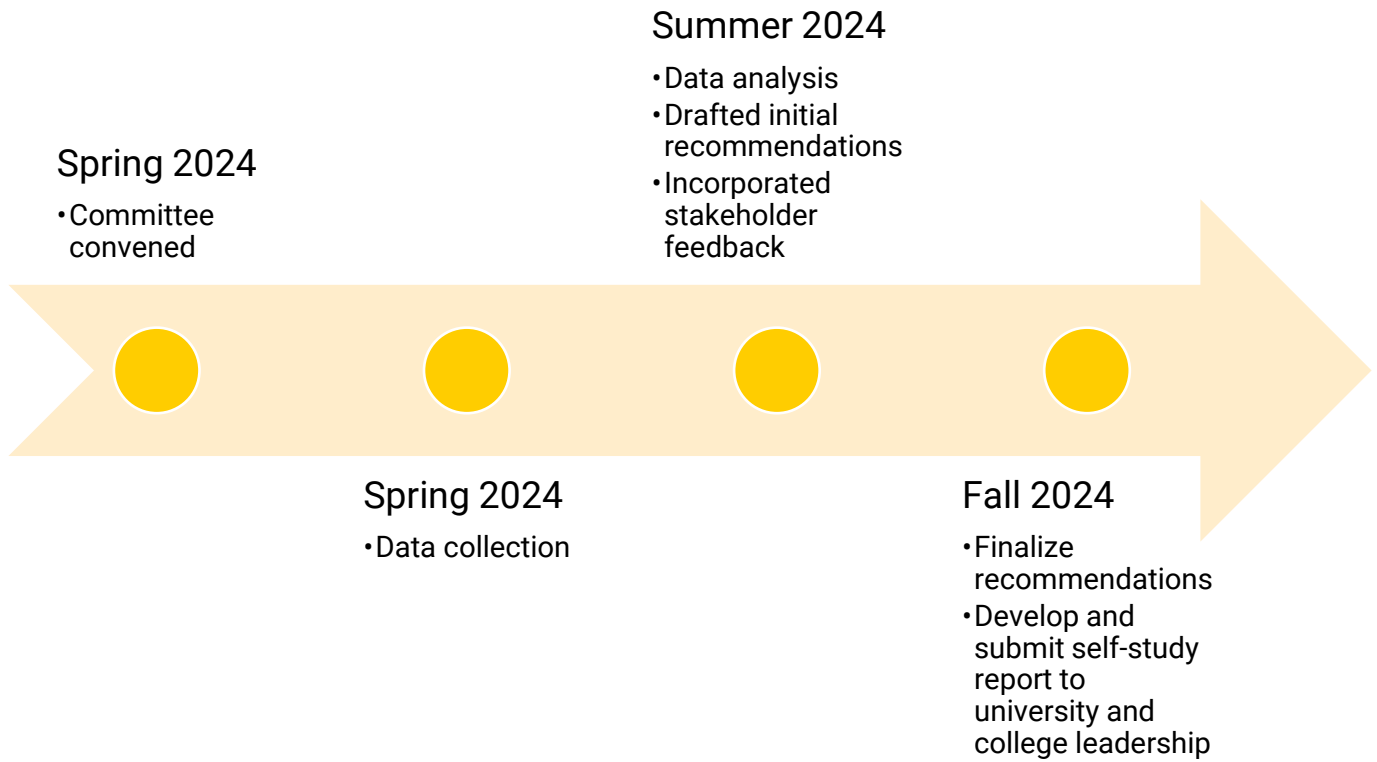 Spring 2024
•Committee
convened
Spring 2024
•Data collection
Summer 2024
•Data analysis
•Drafted initial
recommendations
•Incorporated
stakeholder
feedback
Fall 2024
•Finalize
recommendations
•Develop and
submit self-study
report to
university and
college leadership